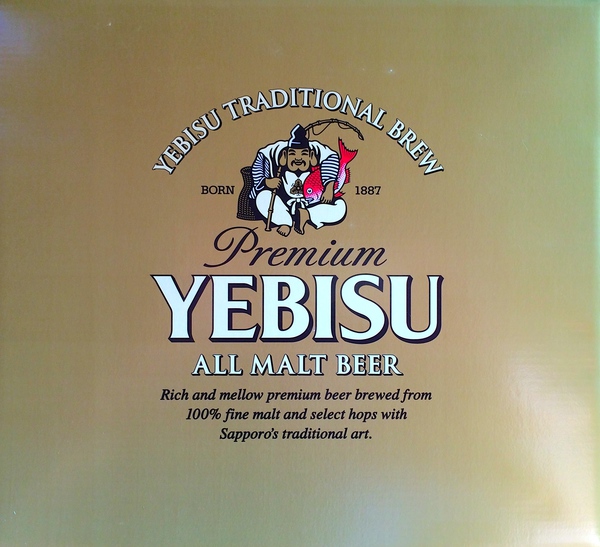 YEBISU TRADITIONAL BREW
BORN 1887
Premium
YEBISU
ALL MALT BEER
Rich and mellow premium beer brewed from
100% fine malt and select hops with
Sapporo's traditional art.